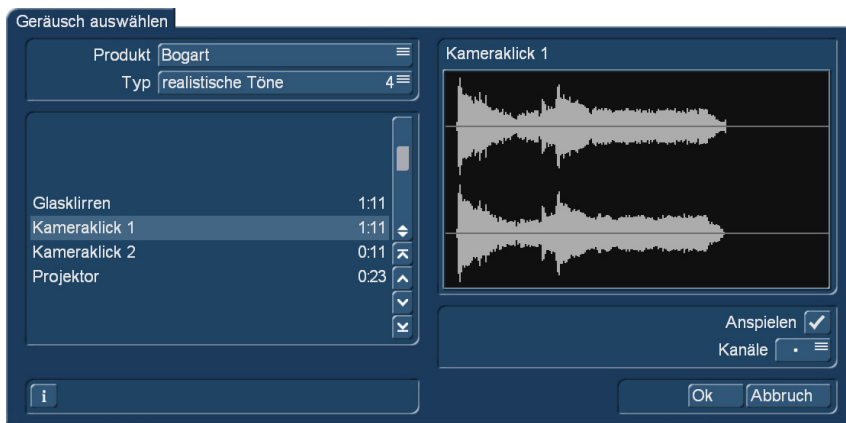 Geräusch auswählen
Produkt Bogart
Typ realistische Töne 4
Glasklirren 1:11
Kameraklick 1 1:11
Kameraklick 2 0:11
Projektor 0:23
Kameraklick 1
Anspielen
Kanäle
i
Ok Abbruch